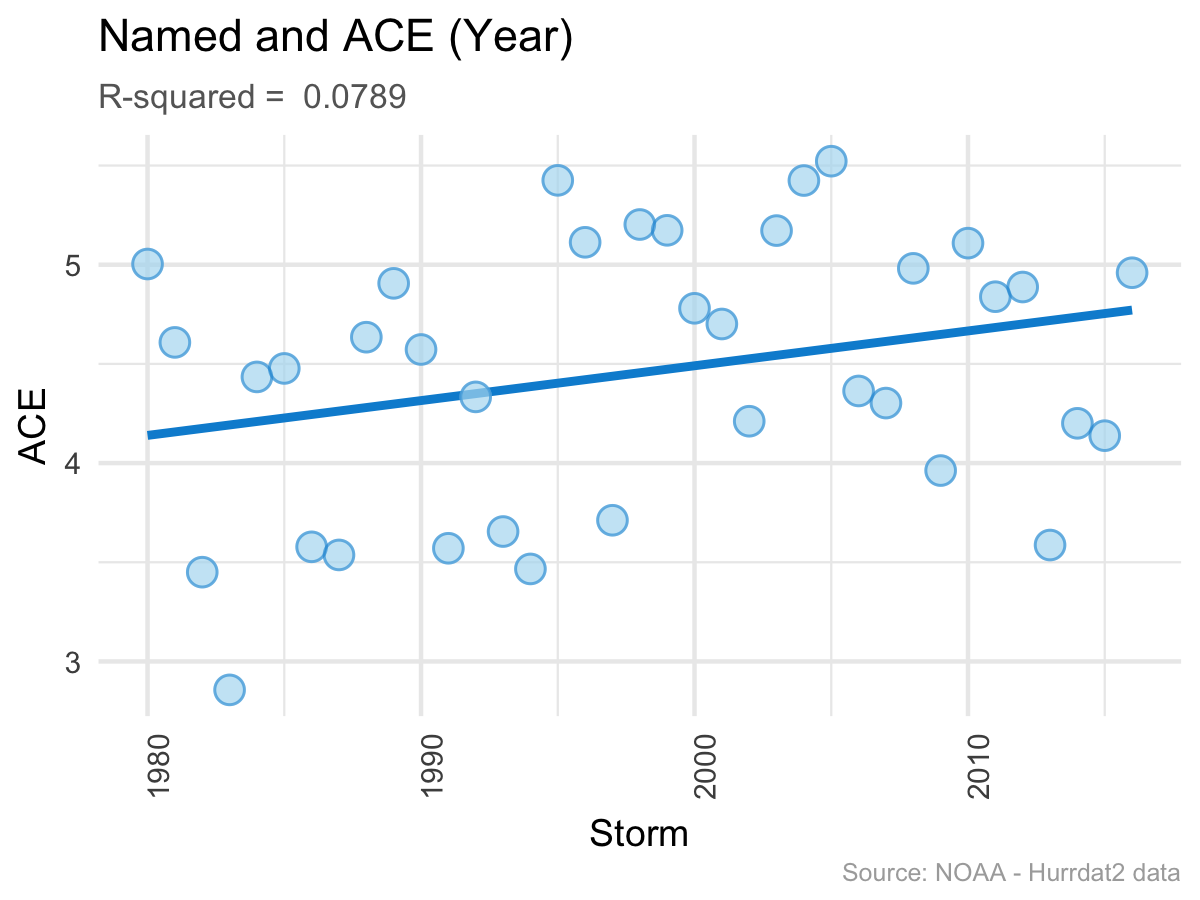 Named and ACE (Year)
R-squared =  0.0789
ACE
5
4
3
1980
1990
2000
2010
Storm
Source: NOAA - Hurrdat2 data